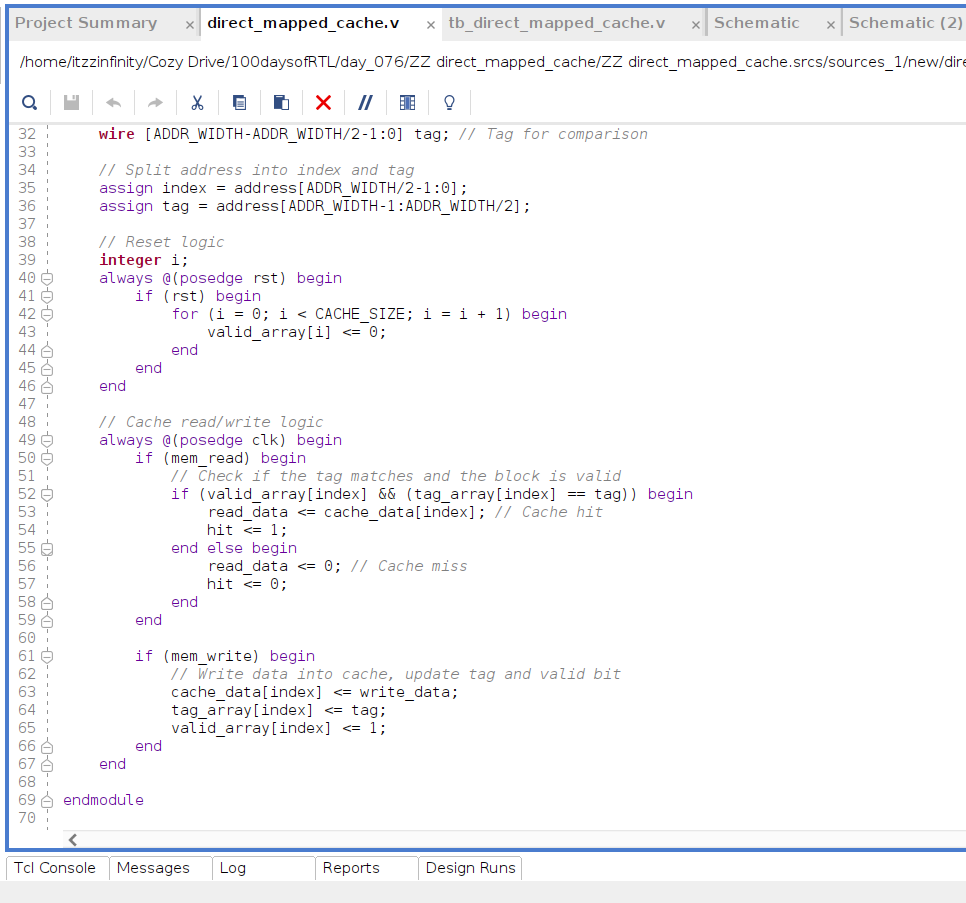 Project Summary × direct_mapped_cache.v × tb_direct_mapped_cache.v × Schematic × Schematic (2)
/home/itzzinfinity/Cozy Drive/100daysofRTL/day_076/ZZ direct_mapped_cache/ZZ direct_mapped_cache.srcs/sources_1/new/dire
32     wire [ADDR_WIDTH-ADDR_WIDTH/2-1:0] tag; // Tag for comparison
33
34     // Split address into index and tag
35     assign index = address[ADDR_WIDTH/2-1:0];
36     assign tag = address[ADDR_WIDTH-1:ADDR_WIDTH/2];
37
38     // Reset logic
39     integer i;
40     always @(posedge rst) begin
41         if (rst) begin
42             for (i = 0; i < CACHE_SIZE; i = i + 1) begin
43                 valid_array[i] <= 0;
44             end
45         end
46     end
47
48     // Cache read/write logic
49     always @(posedge clk) begin
50         if (mem_read) begin
51             // Check if the tag matches and the block is valid
52             if (valid_array[index] && (tag_array[index] == tag)) begin
53                 read_data <= cache_data[index]; // Cache hit
54                 hit <= 1;
55             end else begin
56                 read_data <= 0; // Cache miss
57                 hit <= 0;
58             end
59         end
60
61         if (mem_write) begin
62             // Write data into cache, update tag and valid bit
63             cache_data[index] <= write_data;
64             tag_array[index] <= tag;
65             valid_array[index] <= 1;
66         end
67     end
68
69 endmodule
70
Tcl Console Messages Log Reports Design Runs